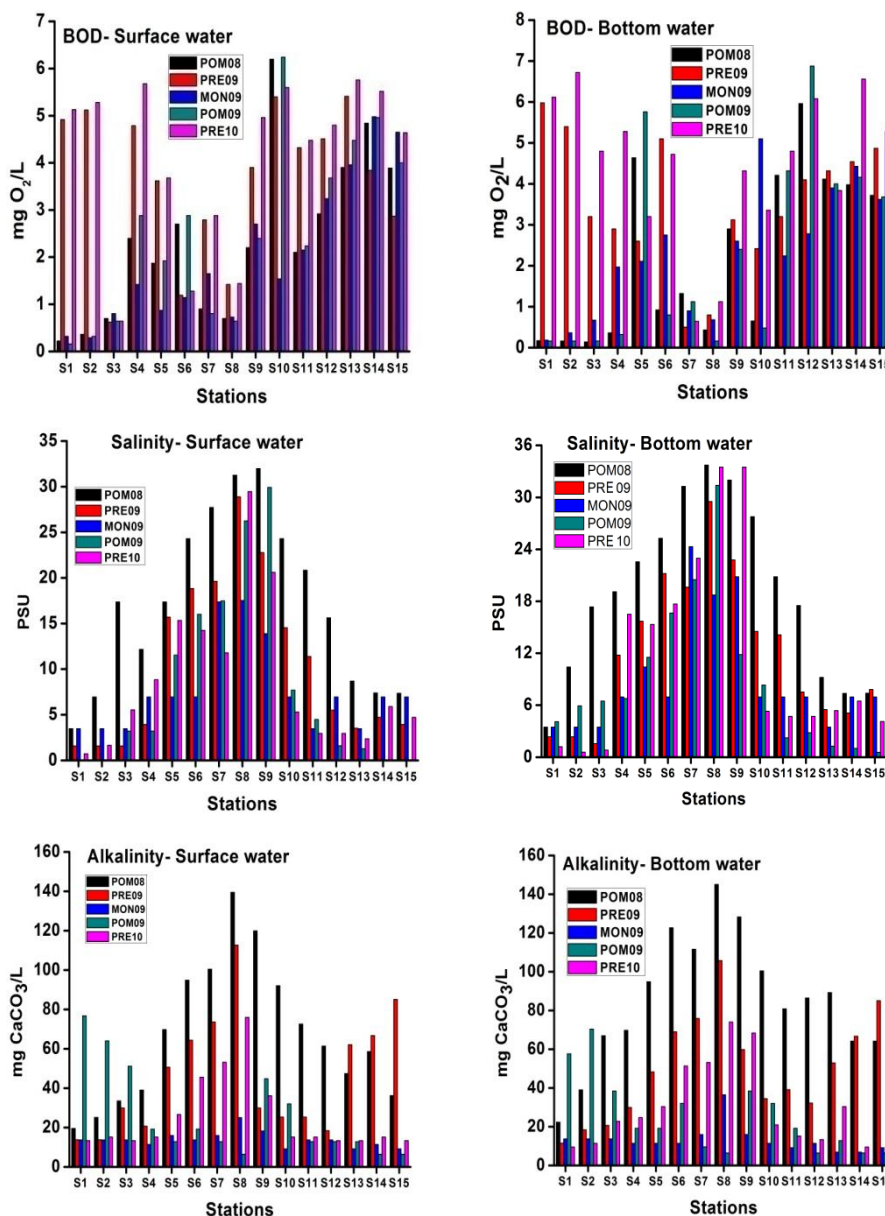 BOD- Surface water
POM08
PRE09
MON09
POM09
PRE10
mg O2/L
7
6
5
4
3
2
1
0
S1 S2 S3 S4 S5 S6 S7 S8 S9 S10 S11 S12 S13 S14 S15
Stations
BOD- Bottom water
POM08
PRE09
MON09
POM09
PRE10
mg O2/L
8
7
6
5
4
3
2
1
0
S1 S2 S3 S4 S5 S6 S7 S8 S9 S10 S11 S12 S13 S14 S15
Stations
Salinity- Surface water
POM08
PRE09
MON09
POM09
PRE10
PSU
35
30
25
20
15
10
5
0
S1 S2 S3 S4 S5 S6 S7 S8 S9 S10 S11 S12 S13 S14 S15
Stations
Salinity- Bottom water
POM08
PRE 09
MON09
POM09
PRE 10
PSU
36
30
24
18
12
6
0
S1 S2 S3 S4 S5 S6 S7 S8 S9 S10 S11 S12 S13 S14 S15
Stations
Alkalinity- Surface water
POM08
PRE09
MON09
POM09
PRE10
mg CaCO3/L
160
140
120
100
80
60
40
20
0
S1 S2 S3 S4 S5 S6 S7 S8 S9 S10 S11 S12 S13 S14 S15
Stations
Alkalinity- Bottom water
POM08
PRE09
MON09
POM09
PRE10
mg CaCO3/L
160
140
120
100
80
60
40
20
0
S1 S2 S3 S4 S5 S6 S7 S8 S9 S10 S11 S12 S13 S14 S1
Stations